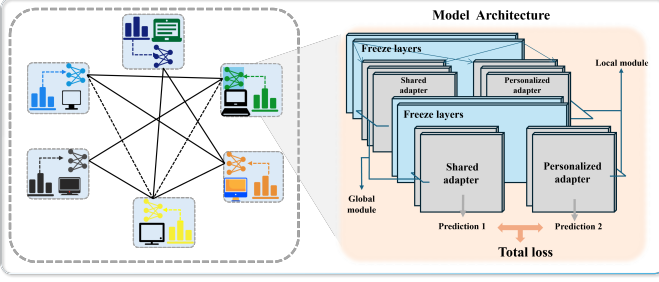 Model Architecture
Freeze layers
Local module
Shared
adapter
Personalized
adapter
Freeze layers
Shared
adapter
Personalized
adapter
Global
module
Prediction 1
Prediction 2
Total loss